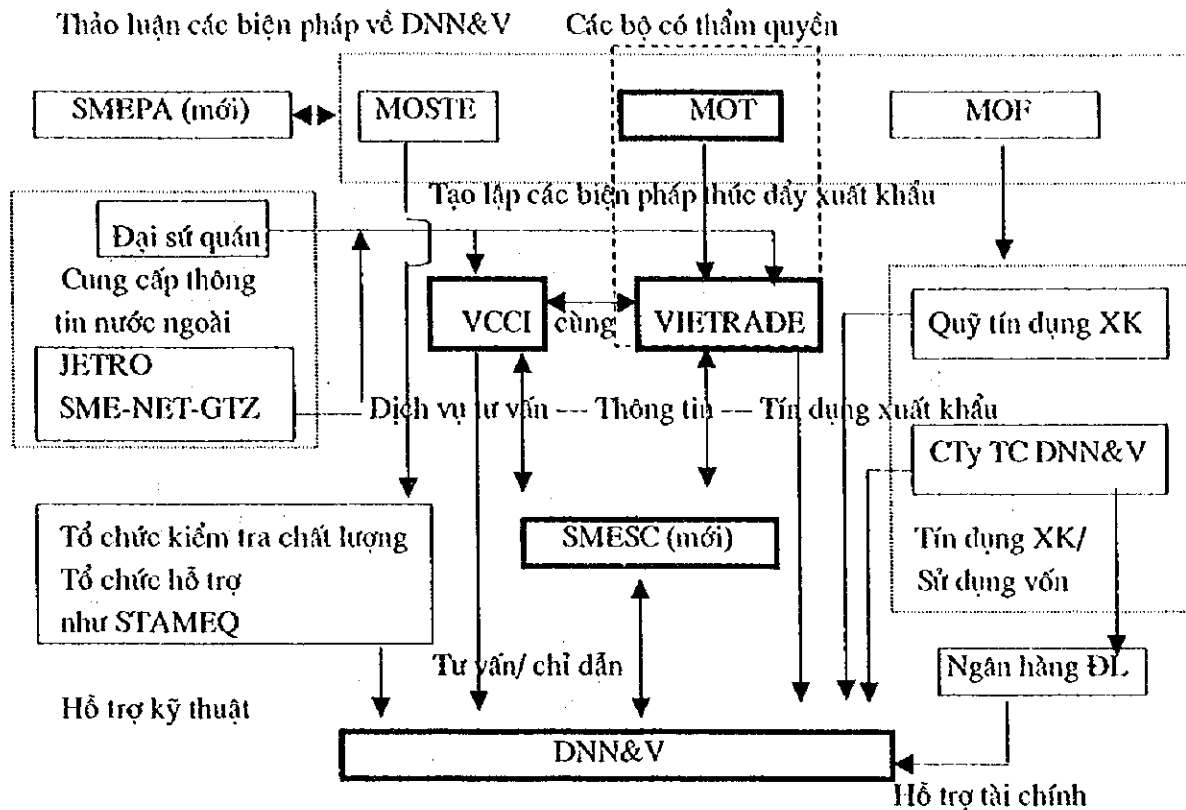 Thảo luận các biện pháp về DNN&V
Các bộ có thẩm quyền
SMEPA (mới)
MOSTE
MOT
MOF
Tạo lập các biện pháp thúc đẩy xuất khẩu
Đại sứ quán
Cung cấp thông
tin nước ngoài
VCCI
cùng
VIETRADE
Quỹ tín dụng XK
JETRO
SME-NET-GTZ
Dịch vụ tư vấn --- Thông tin --- Tín dụng xuất khẩu
CTy TC DNN&V
Tổ chức kiểm tra chất lượng
Tổ chức hỗ trợ
như STAMEQ
SMESC (mới)
Tín dụng XK/
Sử dụng vốn
Tư vấn/ chỉ dẫn
Ngân hàng ĐL
Hỗ trợ kỹ thuật
DNN&V
Hỗ trợ tài chính